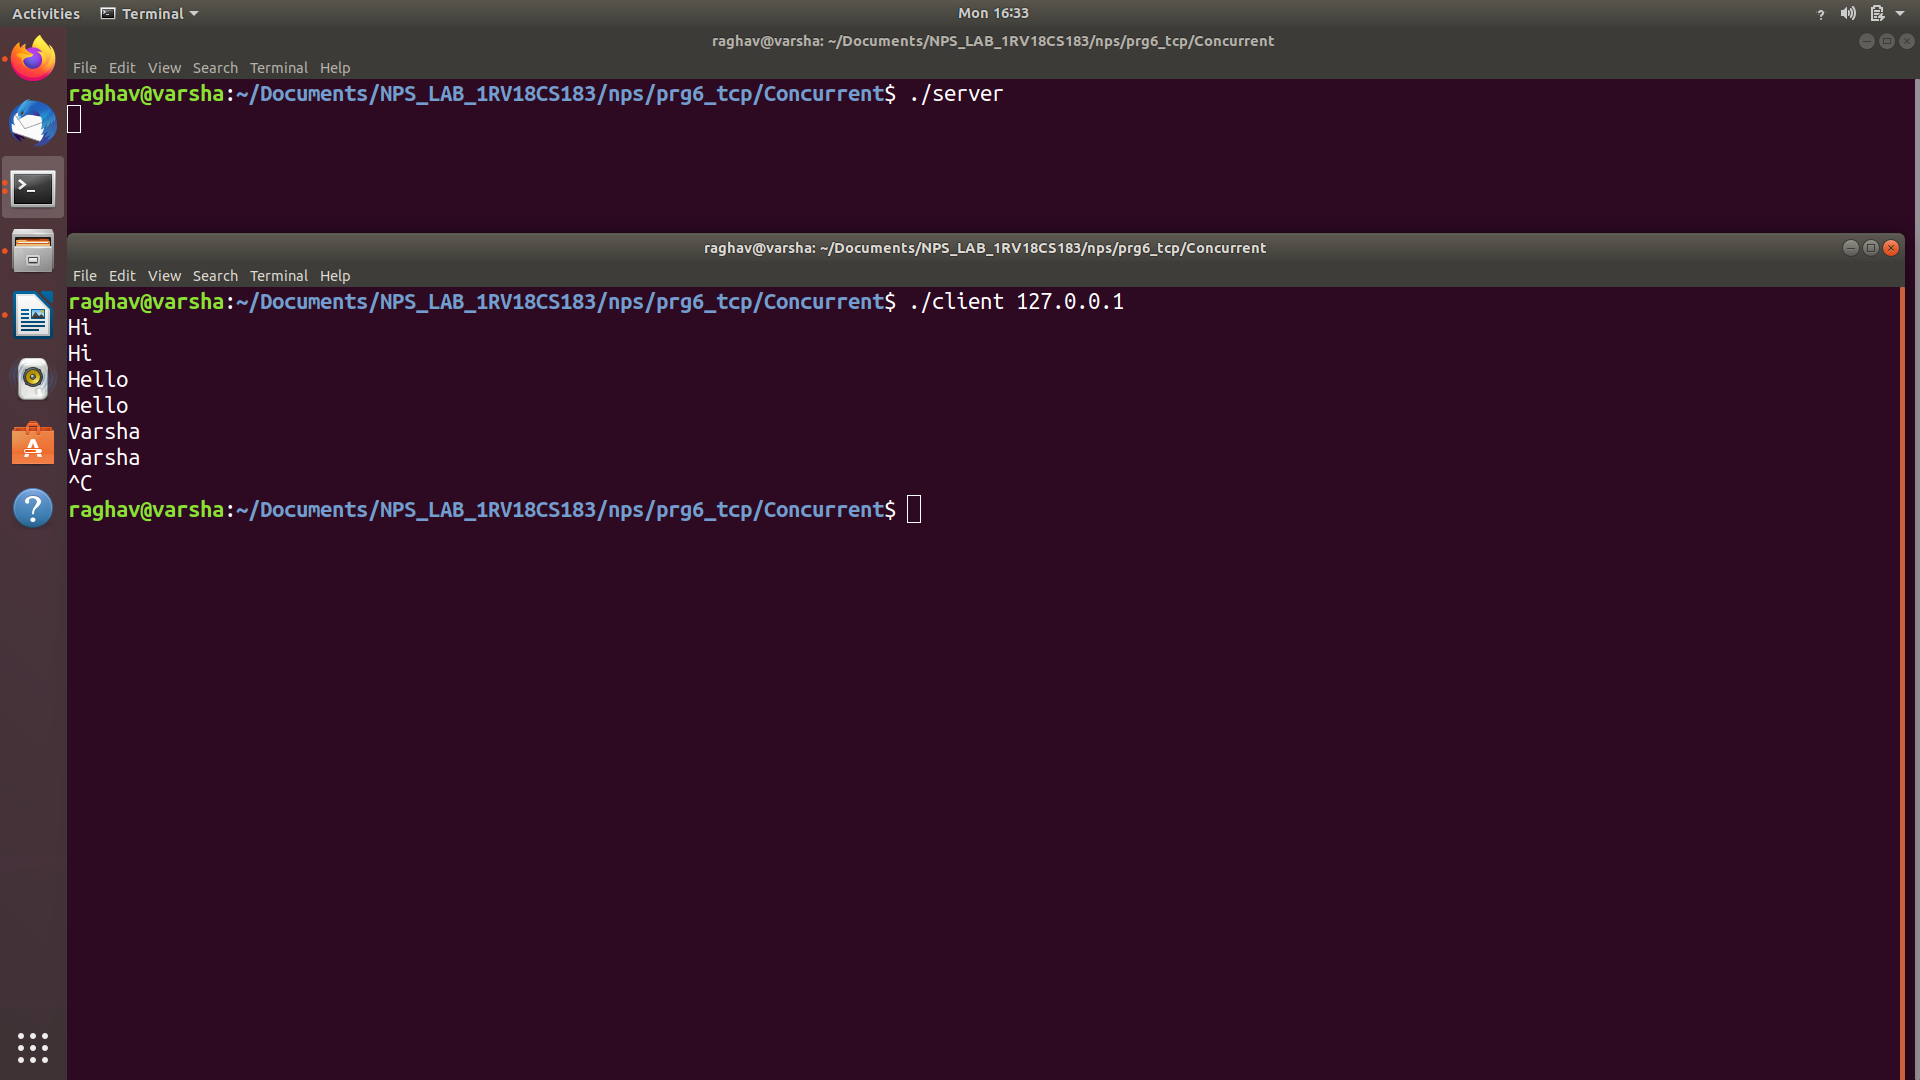 Activities Terminal Mon 16:33 ?
raghav@varsha: ~/Documents/NPS_LAB_1RV18CS183/nps/prg6_tcp/Concurrent
File Edit View Search Terminal Help
raghav@varsha:~/Documents/NPS_LAB_1RV18CS183/nps/prg6_tcp/Concurrent$ ./server
raghav@varsha: ~/Documents/NPS_LAB_1RV18CS183/nps/prg6_tcp/Concurrent
File Edit View Search Terminal Help
raghav@varsha:~/Documents/NPS_LAB_1RV18CS183/nps/prg6_tcp/Concurrent$ ./client 127.0.0.1
Hi
Hi
Hello
Hello
Varsha
Varsha
^C
raghav@varsha:~/Documents/NPS_LAB_1RV18CS183/nps/prg6_tcp/Concurrent$